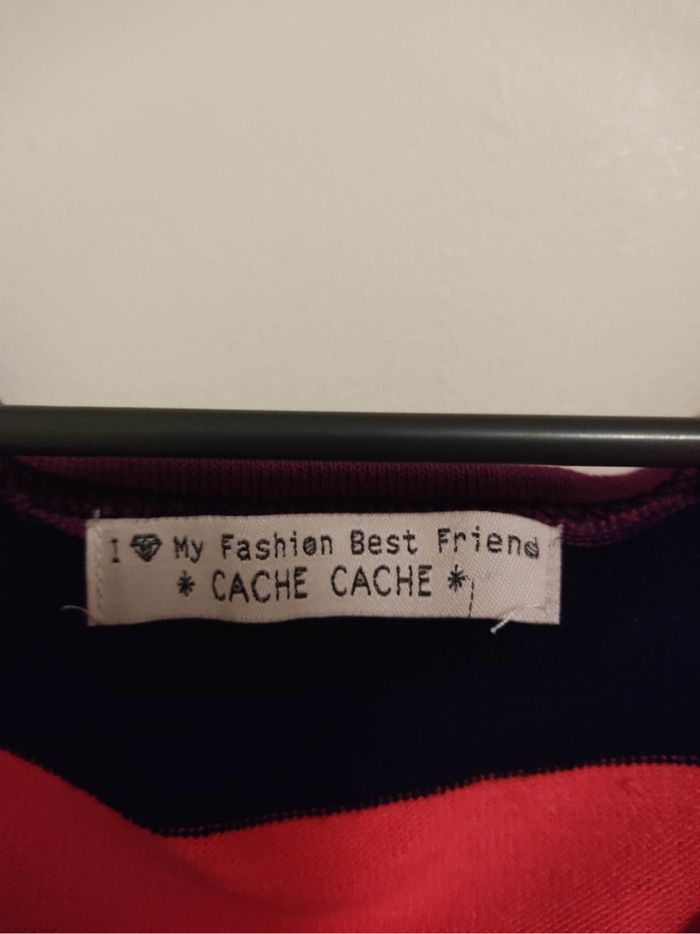 I 💎 My Fashion Best Friend
* CACHE CACHE *